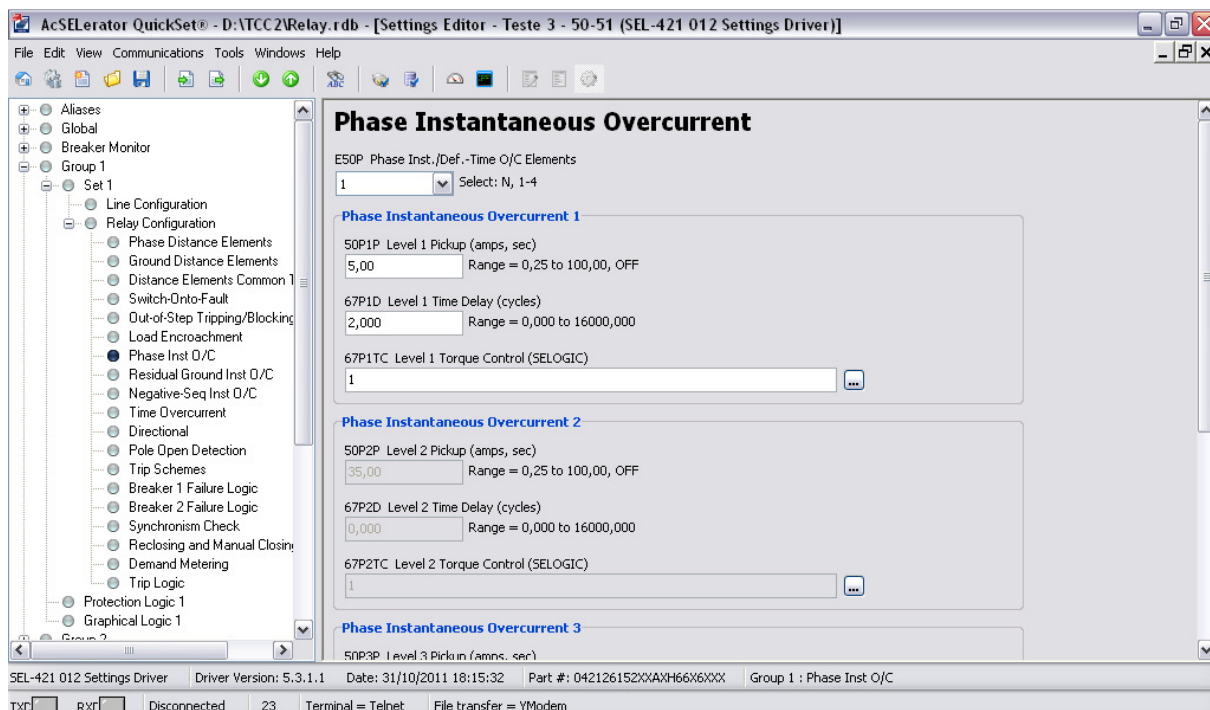 AcSELerator QuickSet® - D:\TCC2\Relay.rdb - [Settings Editor - Teste 3 - 50-51 (SEL-421 012 Settings Driver)]
File Edit View Communications Tools Windows Help
Aliases
Global
Breaker Monitor
Group 1
Set 1
Line Configuration
Relay Configuration
Phase Distance Elements
Ground Distance Elements
Distance Elements Common T
Switch-Onto-Fault
Out-of-Step Tripping/Blocking
Load Encroachment
Phase Inst O/C
Residual Ground Inst O/C
Negative-Seq Inst O/C
Time Overcurrent
Directional
Pole Open Detection
Trip Schemes
Breaker 1 Failure Logic
Breaker 2 Failure Logic
Synchronism Check
Reclosing and Manual Closing
Demand Metering
Trip Logic
Protection Logic 1
Graphical Logic 1
Group 2
Phase Instantaneous Overcurrent
E50P Phase Inst./Def.-Time O/C Elements
1 Select: N, 1-4
Phase Instantaneous Overcurrent 1
50P1P Level 1 Pickup (amps, sec)
5,00 Range = 0,25 to 100,00, OFF
67P1D Level 1 Time Delay (cycles)
2,000 Range = 0,000 to 16000,000
67P1TC Level 1 Torque Control (SELOGIC)
1 ...
Phase Instantaneous Overcurrent 2
50P2P Level 2 Pickup (amps, sec)
35,00 Range = 0,25 to 100,00, OFF
67P2D Level 2 Time Delay (cycles)
0,000 Range = 0,000 to 16000,000
67P2TC Level 2 Torque Control (SELOGIC)
1 ...
Phase Instantaneous Overcurrent 3
50P3P Level 3 Pickup (amps, sec)
SEL-421 012 Settings Driver Driver Version: 5.3.1.1 Date: 31/10/2011 18:15:32 Part #: 042126152XXAXH66X6XXX Group 1 : Phase Inst O/C
Disconnected 23 Terminal = Telnet File transfer = YModem